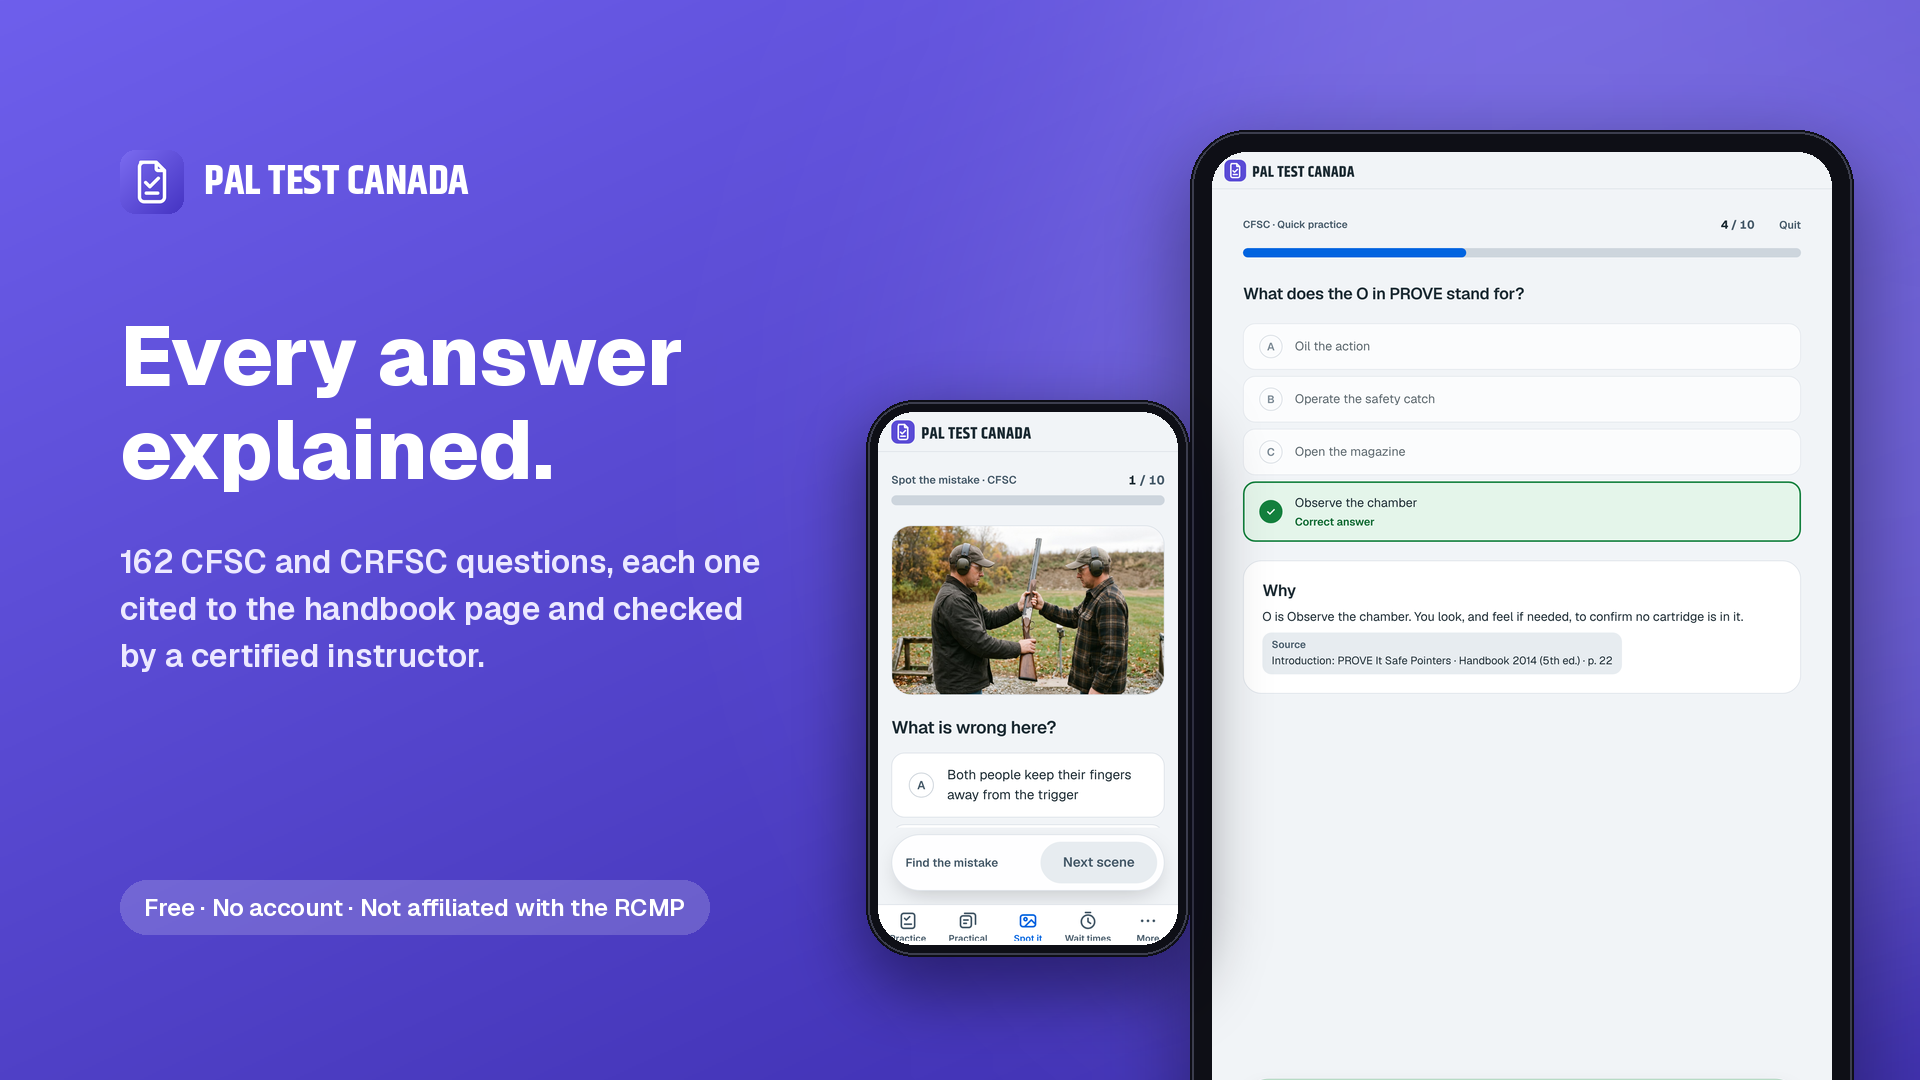 PAL TEST CANADA
Every answer
explained.
162 CFSC and CRFSC questions, each one
cited to the handbook page and checked
by a certified instructor.
Free · No account · Not affiliated with the RCMP
PAL TEST CANADA
Spot the mistake · CFSC
1 / 10
What is wrong here?
A
Both people keep their fingers
away from the trigger
Find the mistake
Next scene
Practice
Practical
Spot it
Wait times
More
PAL TEST CANADA
CFSC · Quick practice
4 / 10
Quit
What does the O in PROVE stand for?
A
Oil the action
B
Operate the safety catch
C
Open the magazine
Observe the chamber
Correct answer
Why
O is Observe the chamber. You look, and feel if needed, to confirm no cartridge is in it.
Source
Introduction: PROVE It Safe Pointers · Handbook 2014 (5th ed.) · p. 22